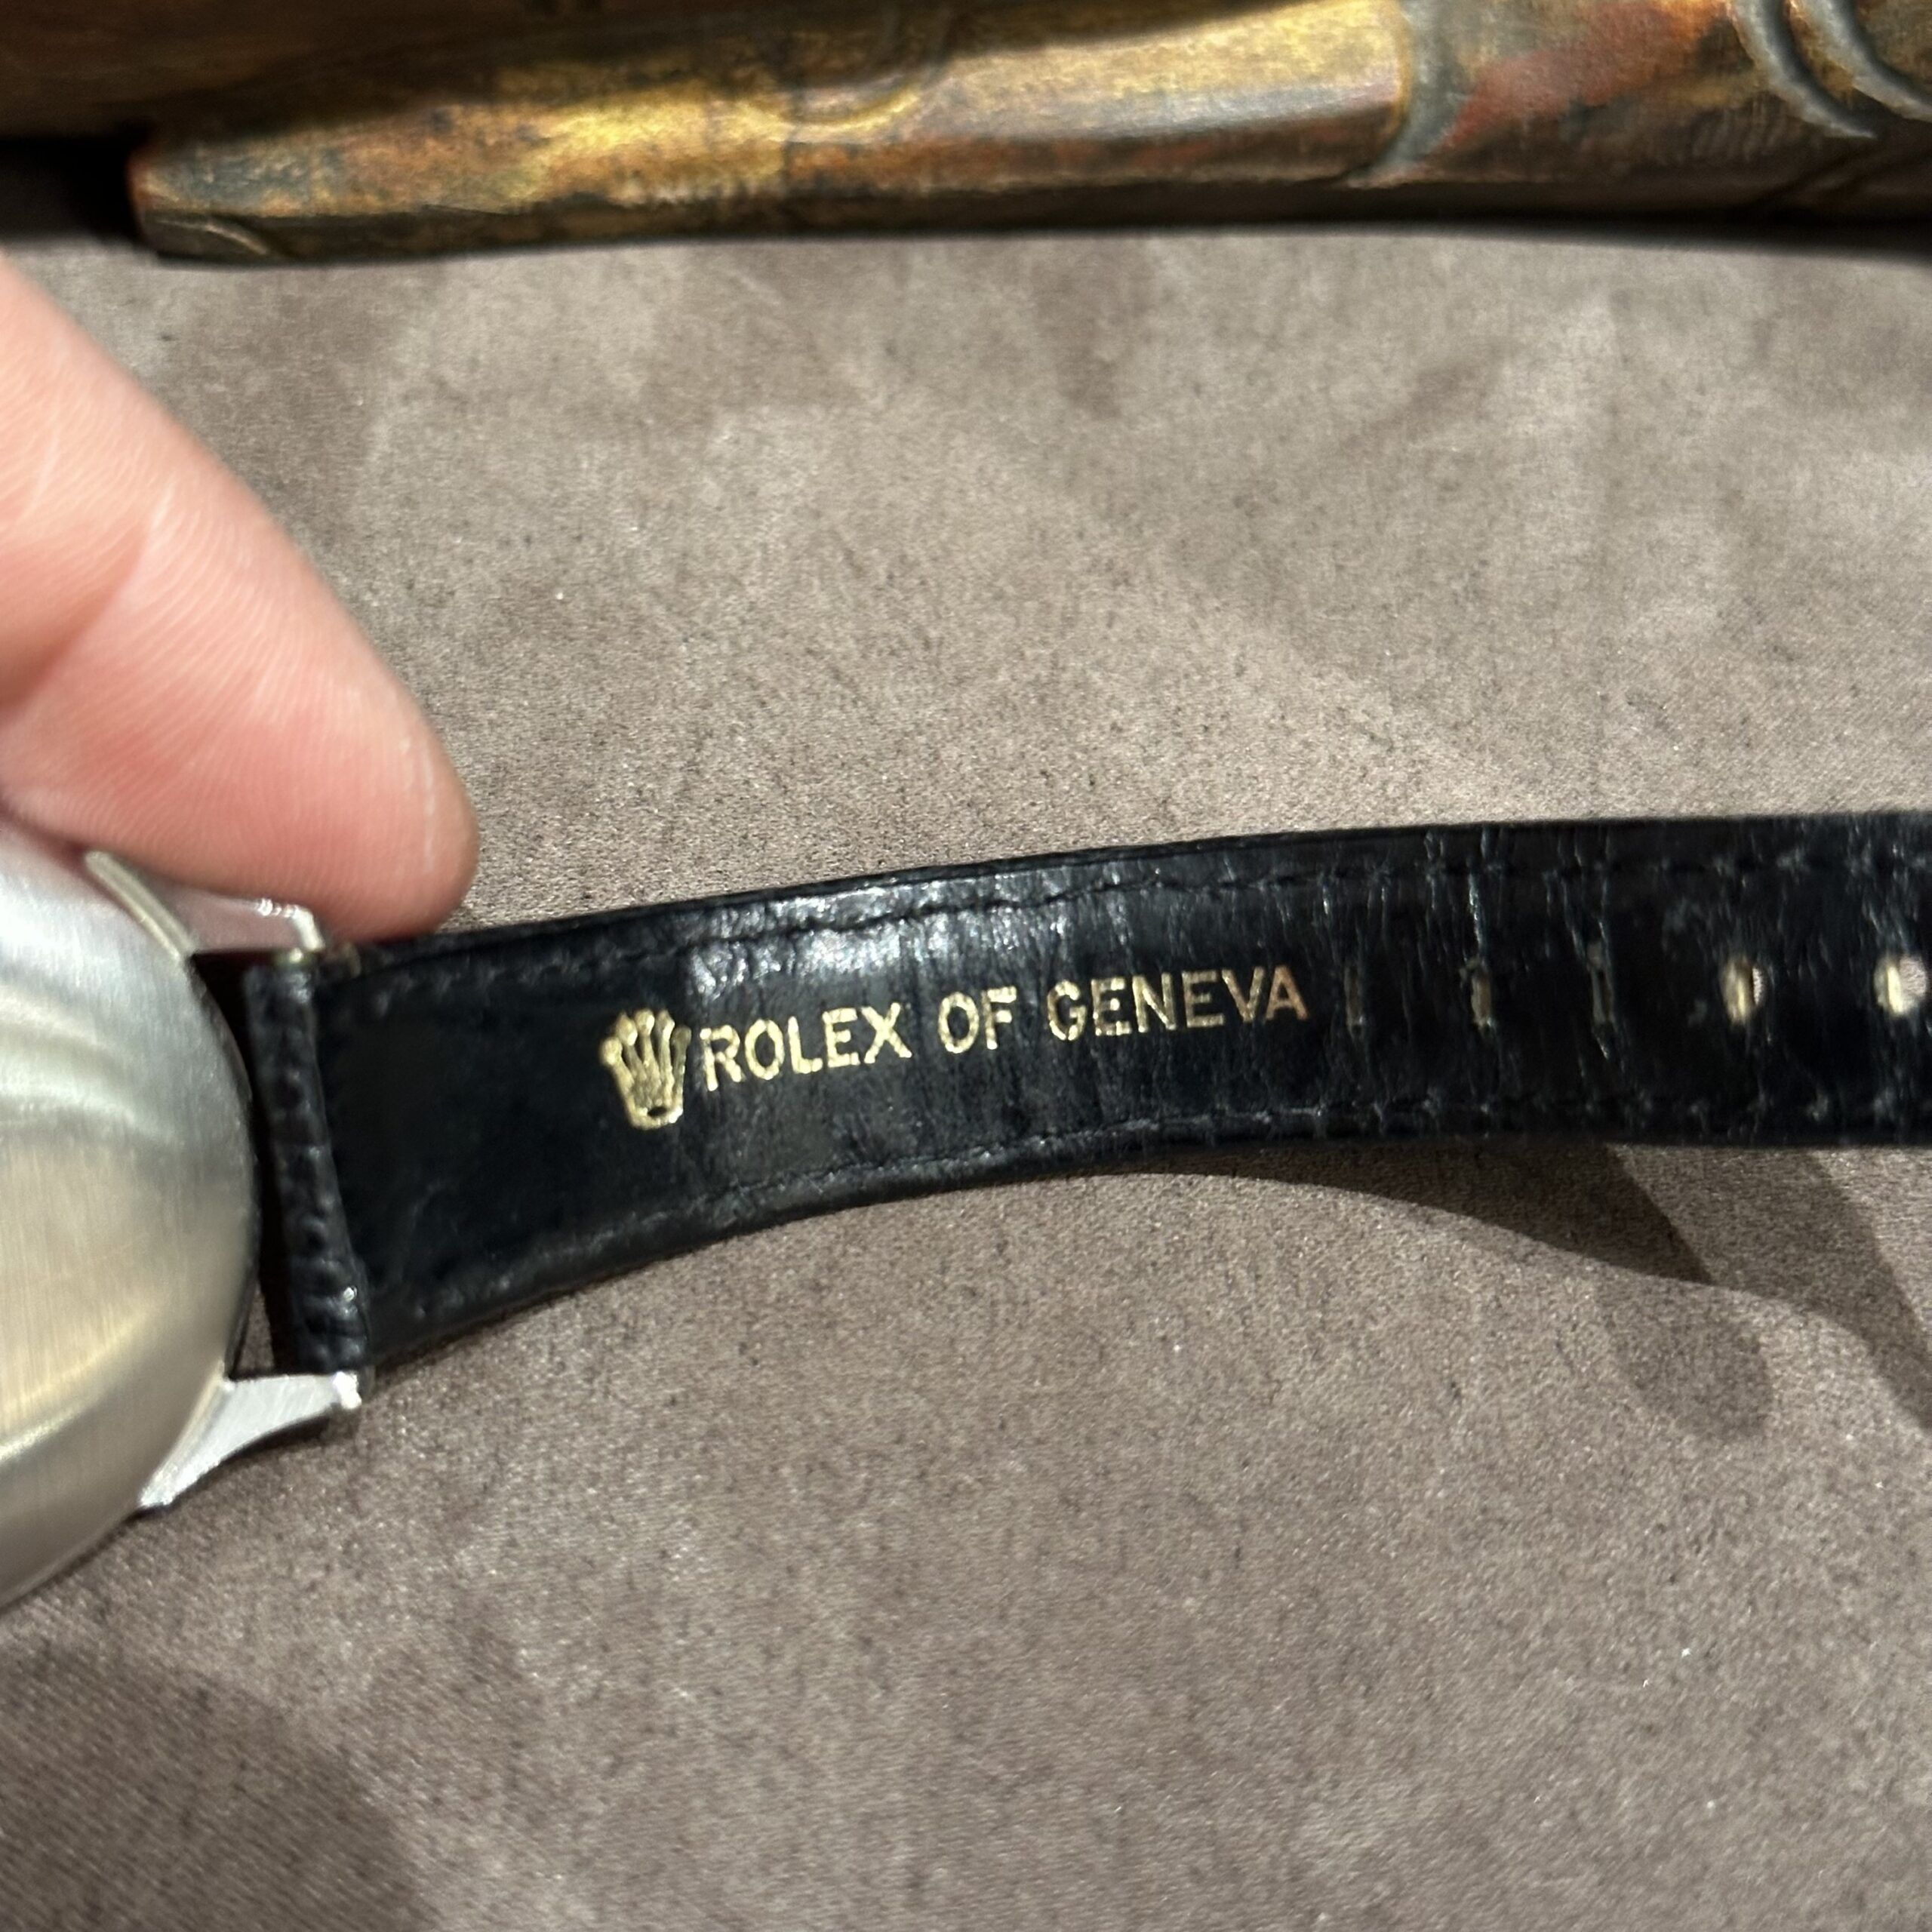 ROLEX OF GENEVA